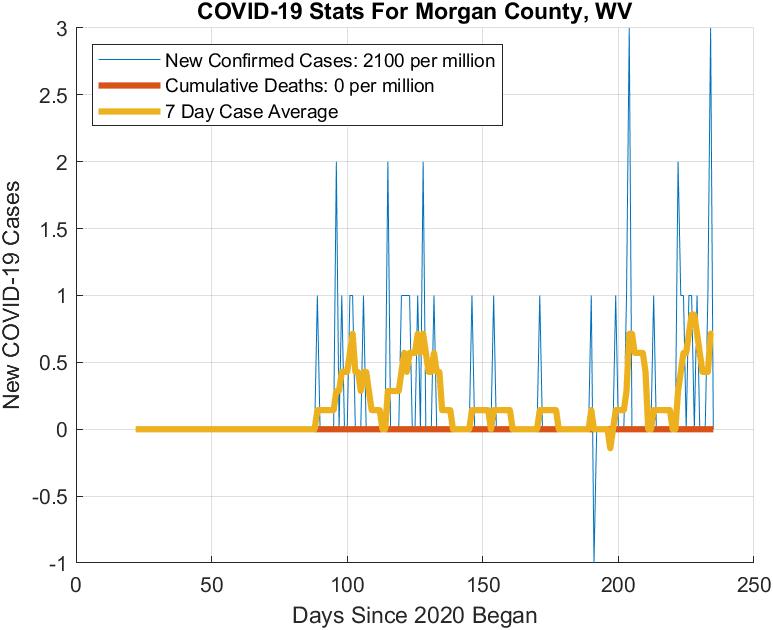 COVID-19 Stats For Morgan County, WV
New Confirmed Cases: 2100 per million
Cumulative Deaths: 0 per million
7 Day Case Average
New COVID-19 Cases
3
2.5
2
1.5
1
0.5
0
-0.5
-1
0 50 100 150 200 250
Days Since 2020 Began